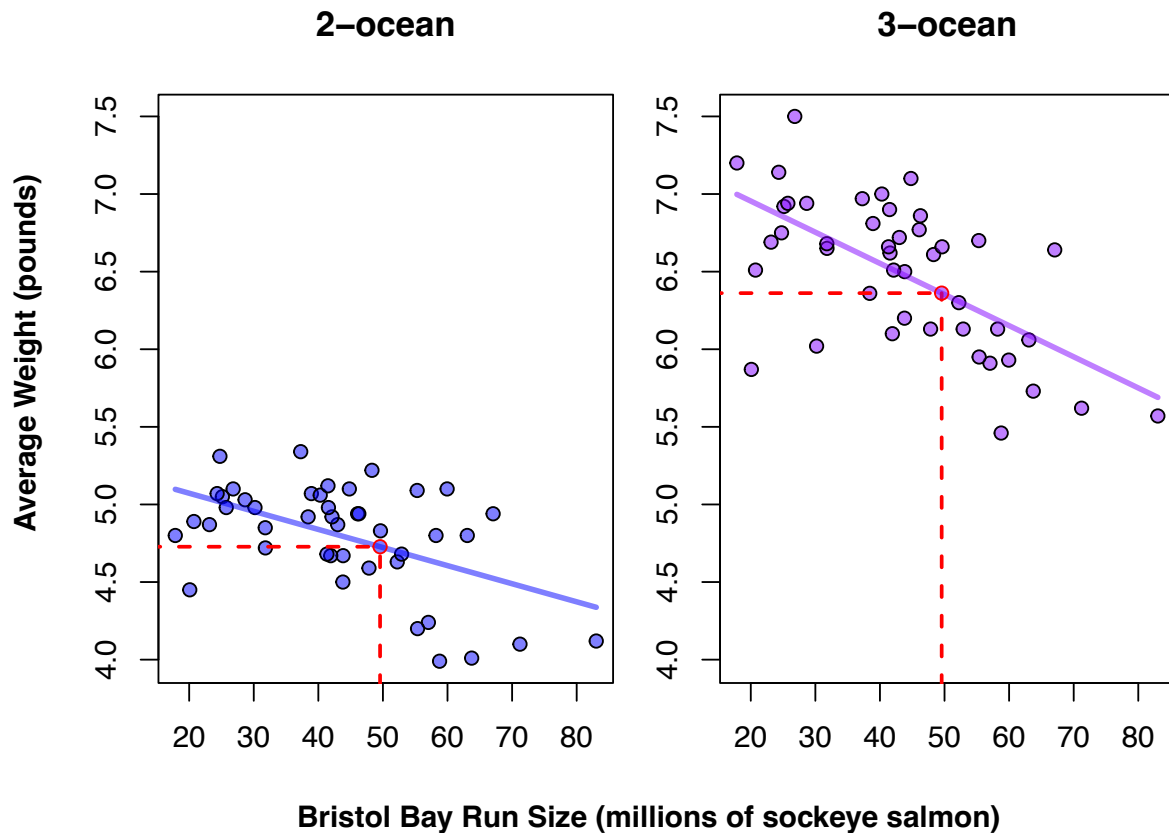 2−ocean
3−ocean
Average Weight (pounds)
7.5
7.0
6.5
6.0
5.5
5.0
4.5
4.0
20 30 40 50 60 70 80
7.5
7.0
6.5
6.0
5.5
5.0
4.5
4.0
20 30 40 50 60 70 80
Bristol Bay Run Size (millions of sockeye salmon)